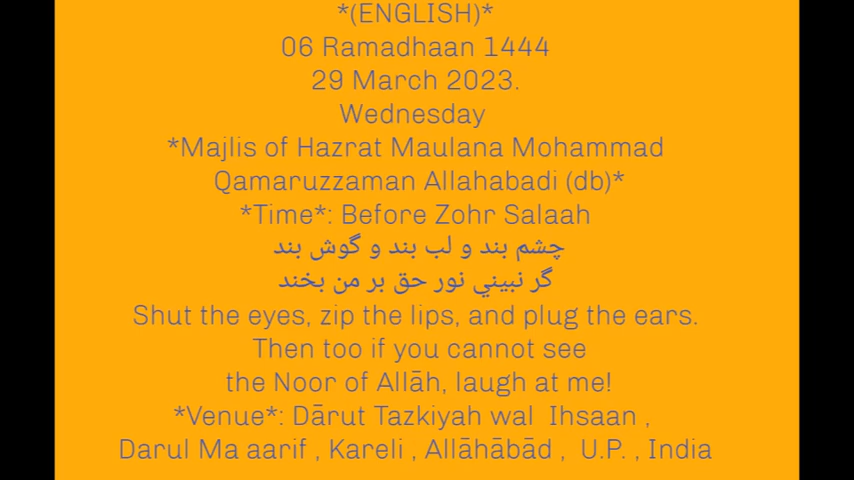 *(ENGLISH)*
06 Ramadhaan 1444
29 March 2023.
Wednesday
*Majlis of Hazrat Maulana Mohammad
Qamaruzzaman Allahabadi (db)*
*Time*: Before Zohr Salaah
چشم بند و لب بند و گوش بند
گر نبيني نور حق بر من بخند
Shut the eyes, zip the lips, and plug the ears.
Then too if you cannot see
the Noor of Allāh, laugh at me!
*Venue*: Dārut Tazkiyah wal Ihsaan ,
Darul Ma aarif , Kareli , Allāhābād , U.P. , India